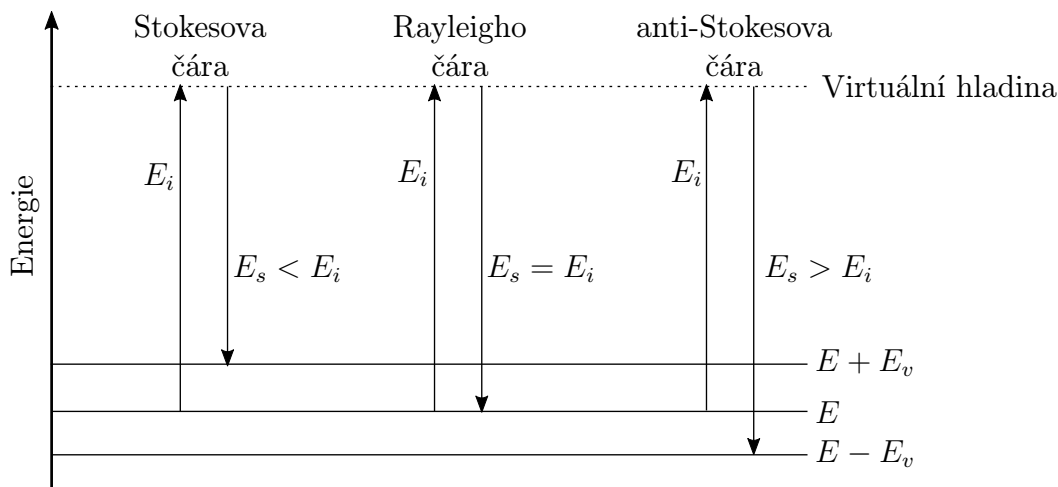 Stokesova
čára
Rayleigho
čára
anti-Stokesova
čára
Virtuální hladina
Energie
E_i
E_i
E_i
E_s < E_i
E_s = E_i
E_s > E_i
E + E_v
E
E − E_v